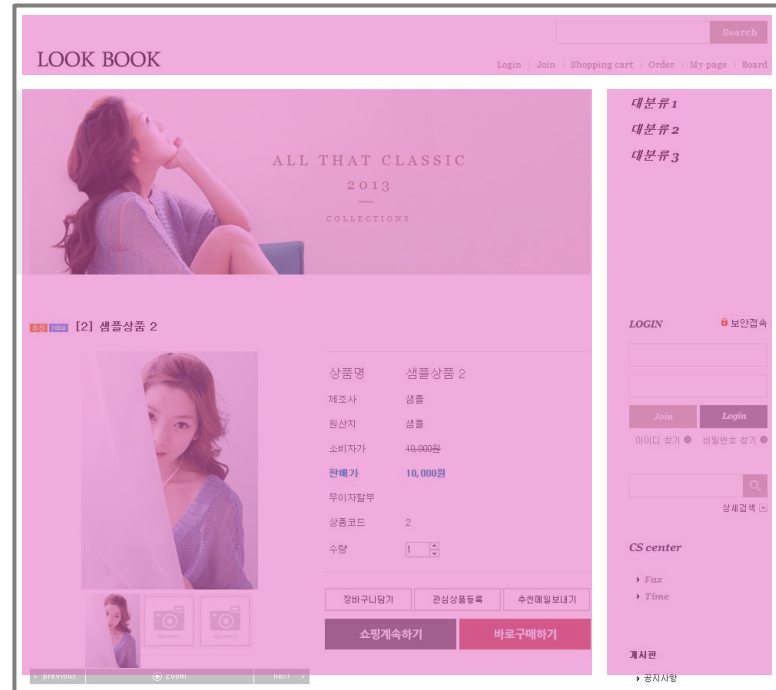 Search
LOOK BOOK
Login | Join | Shopping cart | Order | My page | Board
ALL THAT CLASSIC
2013
COLLECTIONS
대분류1
대분류2
대분류3
추천 new [2] 샘플상품 2
상품명 샘플상품 2
제조사 샘플
원산지 샘플
소비자가 10,000원
판매가 10,000원
무이자할부
상품코드 2
수량 1
장바구니담기 관심상품등록 추천메일보내기
쇼핑계속하기 바로구매하기
previous Zoom next
LOGIN 보안접속
Join Login
아이디 찾기 비밀번호 찾기
상세검색
CS center
Fax
Time
게시판
공지사항